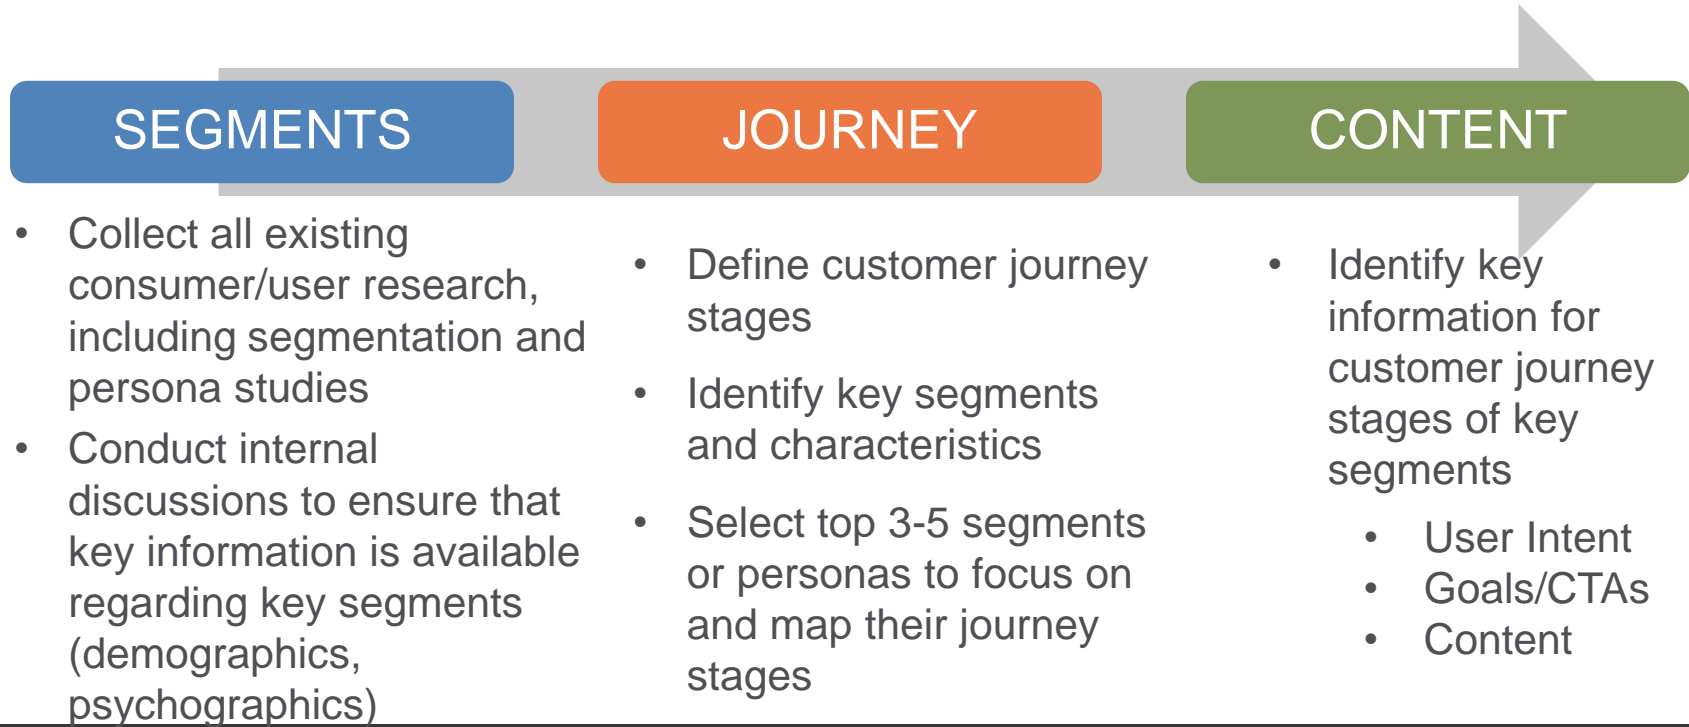 SEGMENTS
JOURNEY
CONTENT
• Collect all existing
consumer/user research,
including segmentation and
persona studies
• Conduct internal
discussions to ensure that
key information is available
regarding key segments
(demographics,
psychographics)
• Define customer journey
stages
• Identify key segments
and characteristics
• Select top 3-5 segments
or personas to focus on
and map their journey
stages
• Identify key
information for
customer journey
stages of key
segments
• User Intent
• Goals/CTAs
• Content